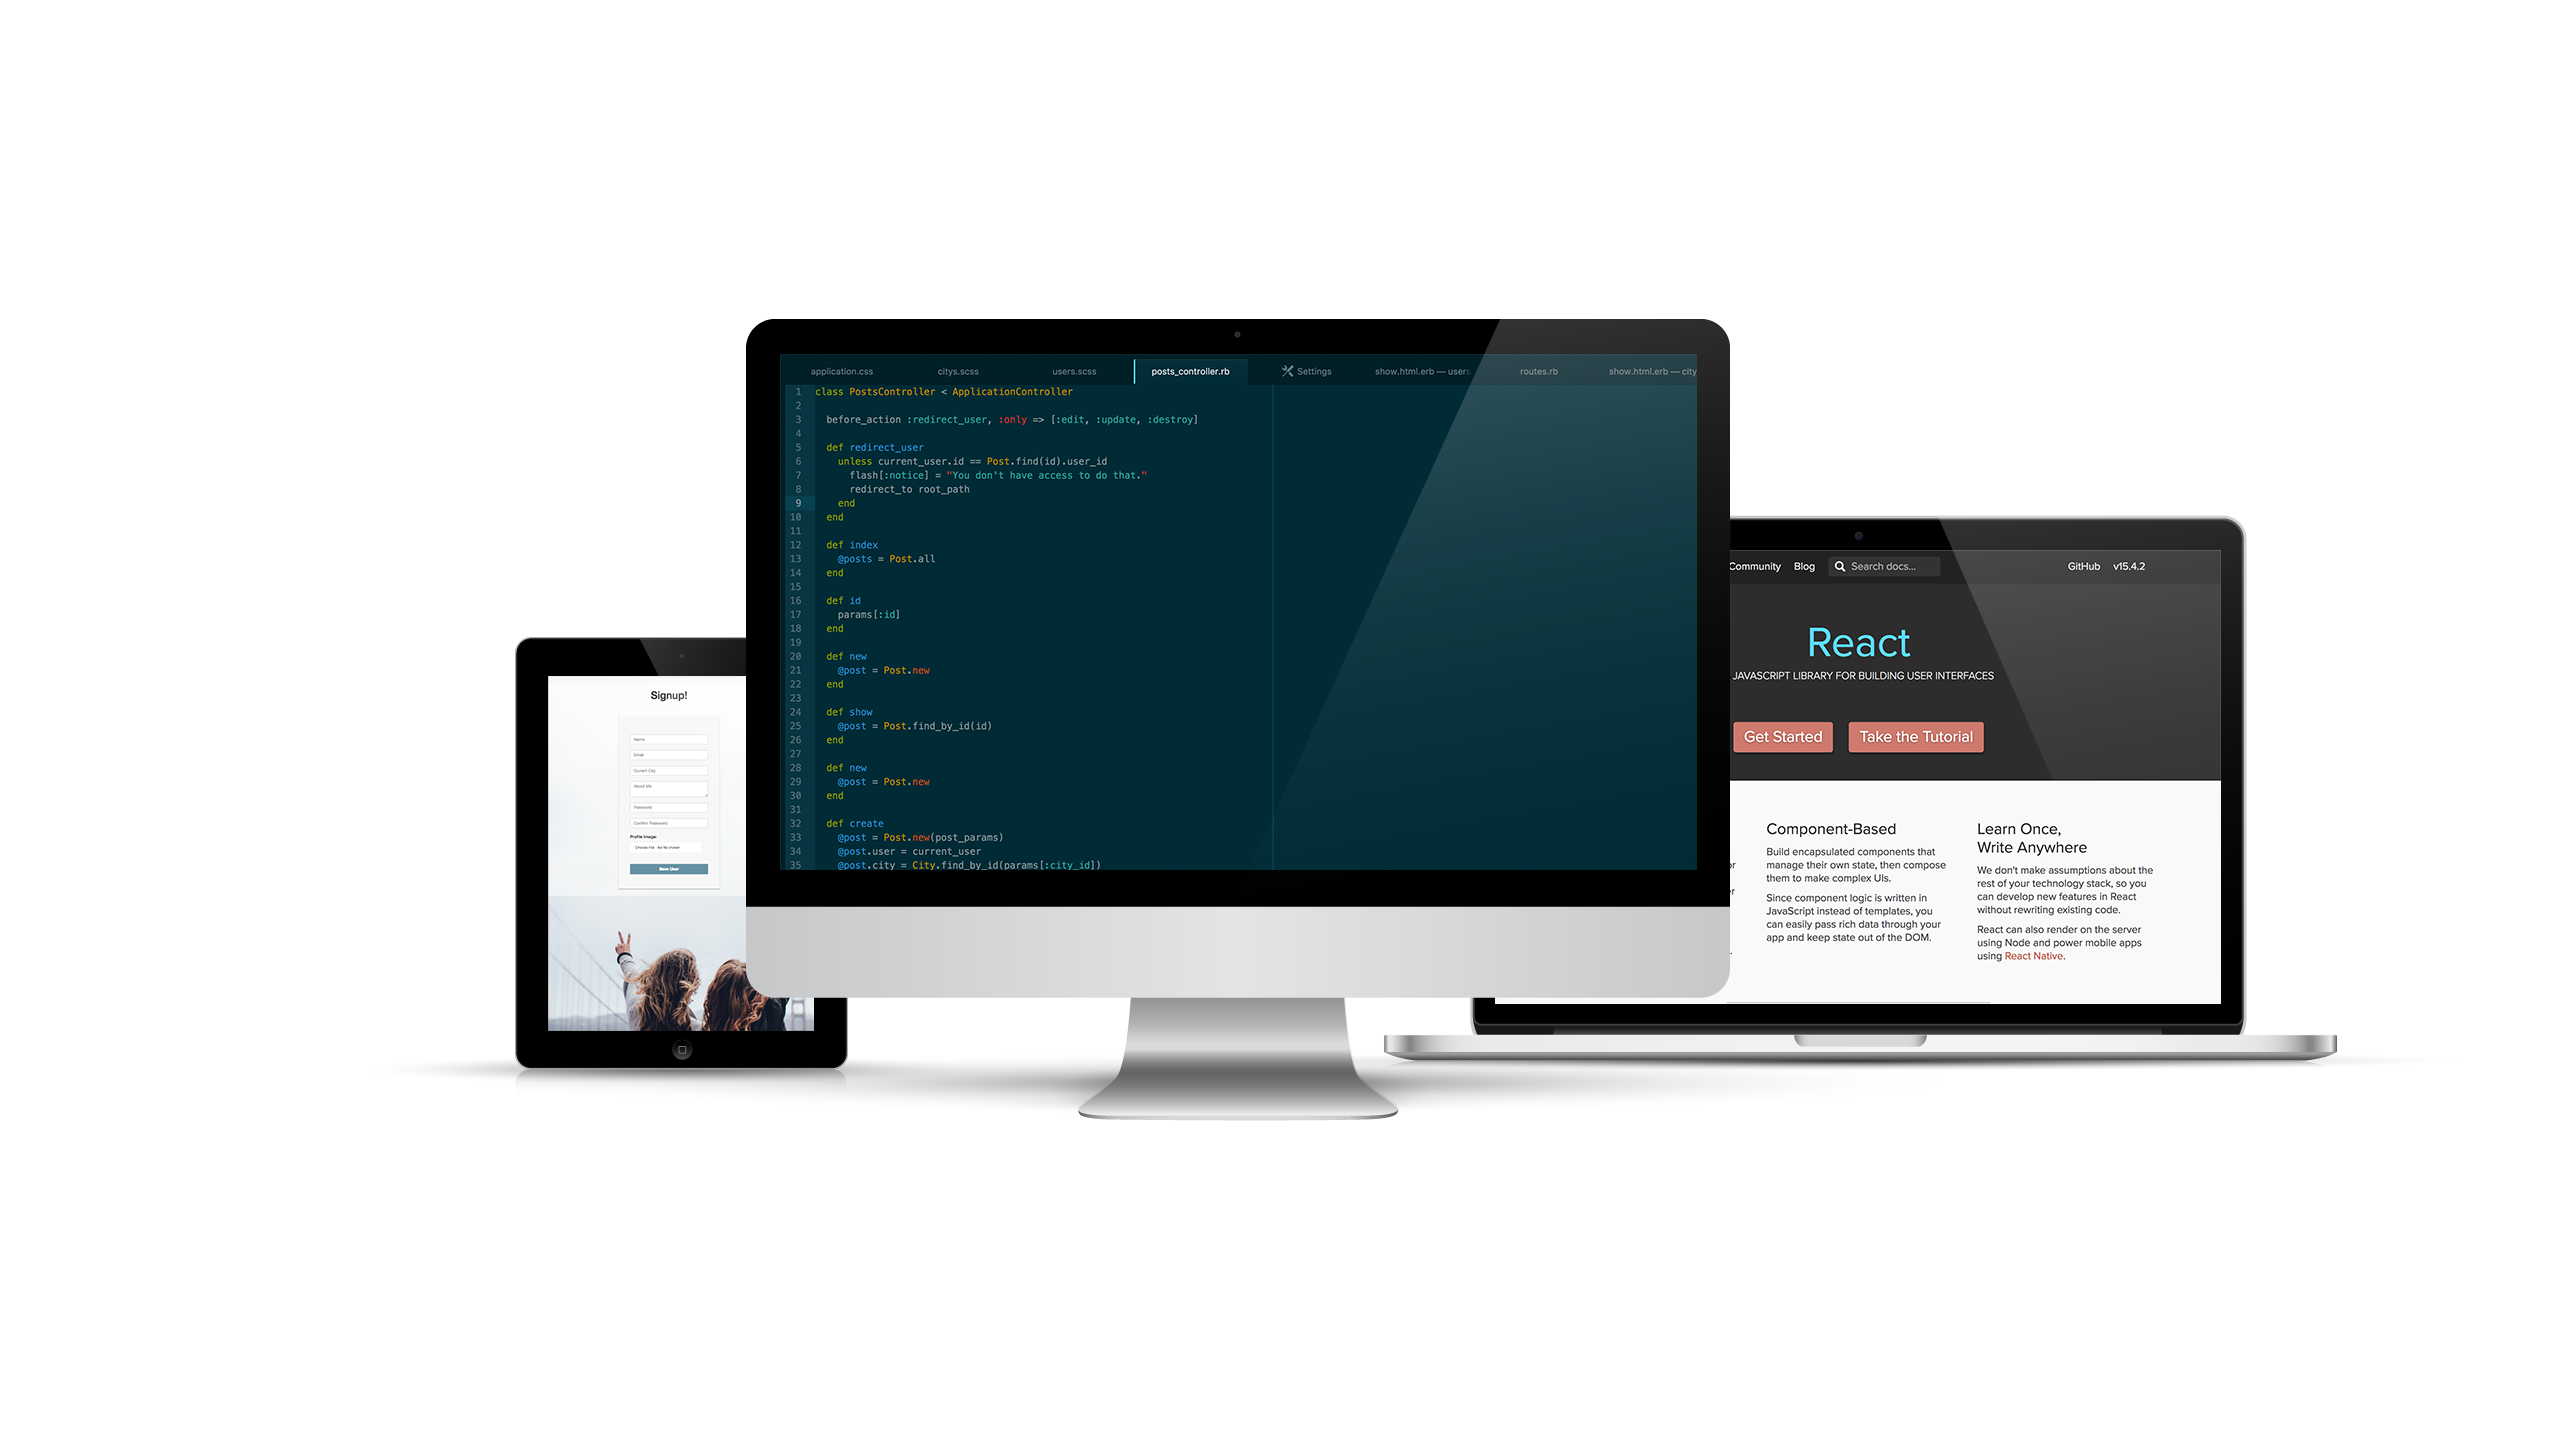 Signup!
Name
Email
Current City
About Me
Password
Confirm Password
Profile Image:
Choose File No file chosen
Save User
application.css citys.scss users.scss posts_controller.rb Settings show.html.erb — users routes.rb show.html.erb — city
1 class PostsController < ApplicationController
2
3 before_action :redirect_user, :only => [:edit, :update, :destroy]
4
5 def redirect_user
6 unless current_user.id == Post.find(id).user_id
7 flash[:notice] = "You don't have access to do that."
8 redirect_to root_path
9 end
10 end
11
12 def index
13 @posts = Post.all
14 end
15
16 def id
17 params[:id]
18 end
19
20 def new
21 @post = Post.new
22 end
23
24 def show
25 @post = Post.find_by_id(id)
26 end
27
28 def new
29 @post = Post.new
30 end
31
32 def create
33 @post = Post.new(post_params)
34 @post.user = current_user
35 @post.city = City.find_by_id(params[:city_id])
Community Blog Search docs... GitHub v15.4.2
React
JAVASCRIPT LIBRARY FOR BUILDING USER INTERFACES
Get Started Take the Tutorial
Component-Based
Build encapsulated components that
manage their own state, then compose
them to make complex UIs.
Since component logic is written in
JavaScript instead of templates, you
can easily pass rich data through your
app and keep state out of the DOM.
Learn Once,
Write Anywhere
We don't make assumptions about the
rest of your technology stack, so you
can develop new features in React
without rewriting existing code.
React can also render on the server
using Node and power mobile apps
using React Native.